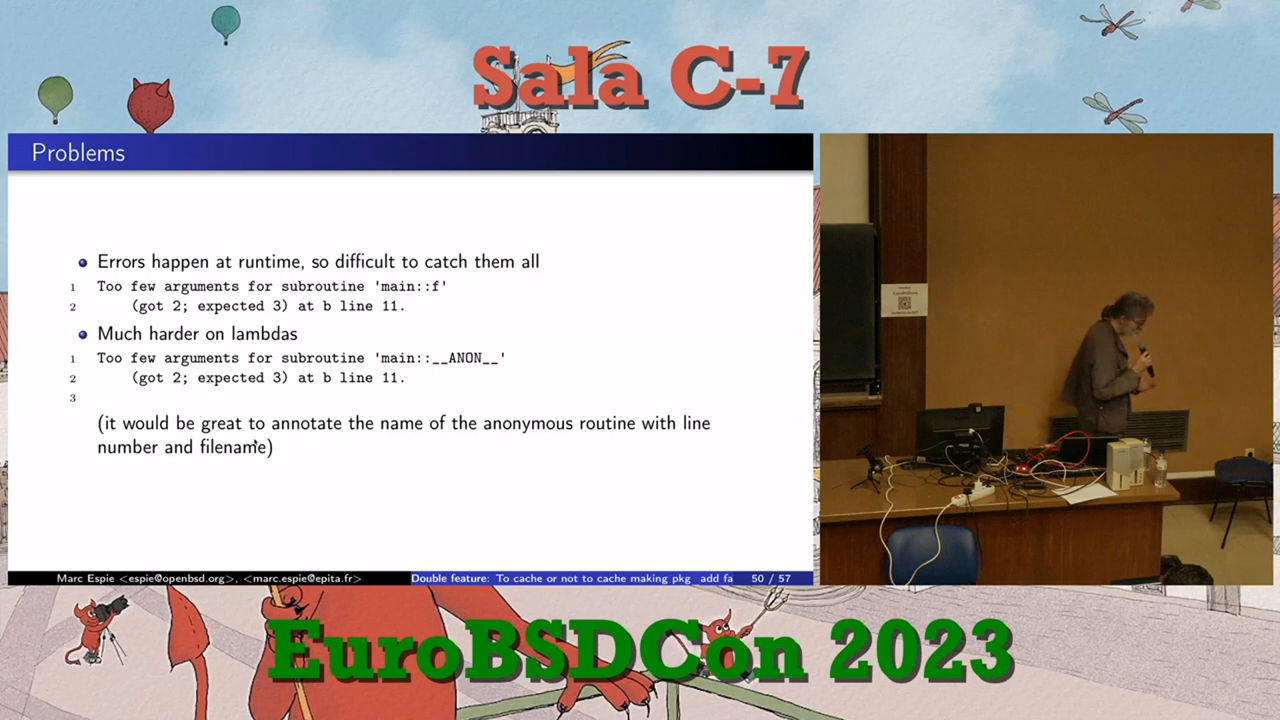 Sala C-7
Problems
Errors happen at runtime, so difficult to catch them all
1 Too few arguments for subroutine 'main::f'
2 (got 2; expected 3) at b line 11.
Much harder on lambdas
1 Too few arguments for subroutine 'main::__ANON__'
2 (got 2; expected 3) at b line 11.
3
(it would be great to annotate the name of the anonymous routine with line
number and filename)
Marc Espie <espie@openbsd.org>, <marc.espie@epita.fr>
Double feature: To cache or not to cache making pkg_add fa
50 / 57
EuroBSDCon 2023